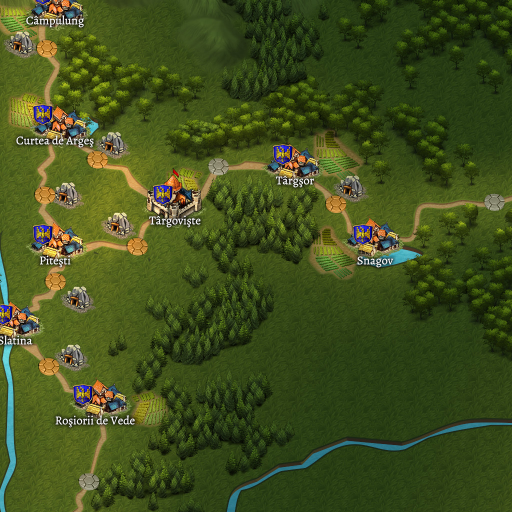 Câmpulung
Curtea de Argeș
Târgșor
Târgoviște
Pitești
Snagov
Slatina
Roșiorii de Vede